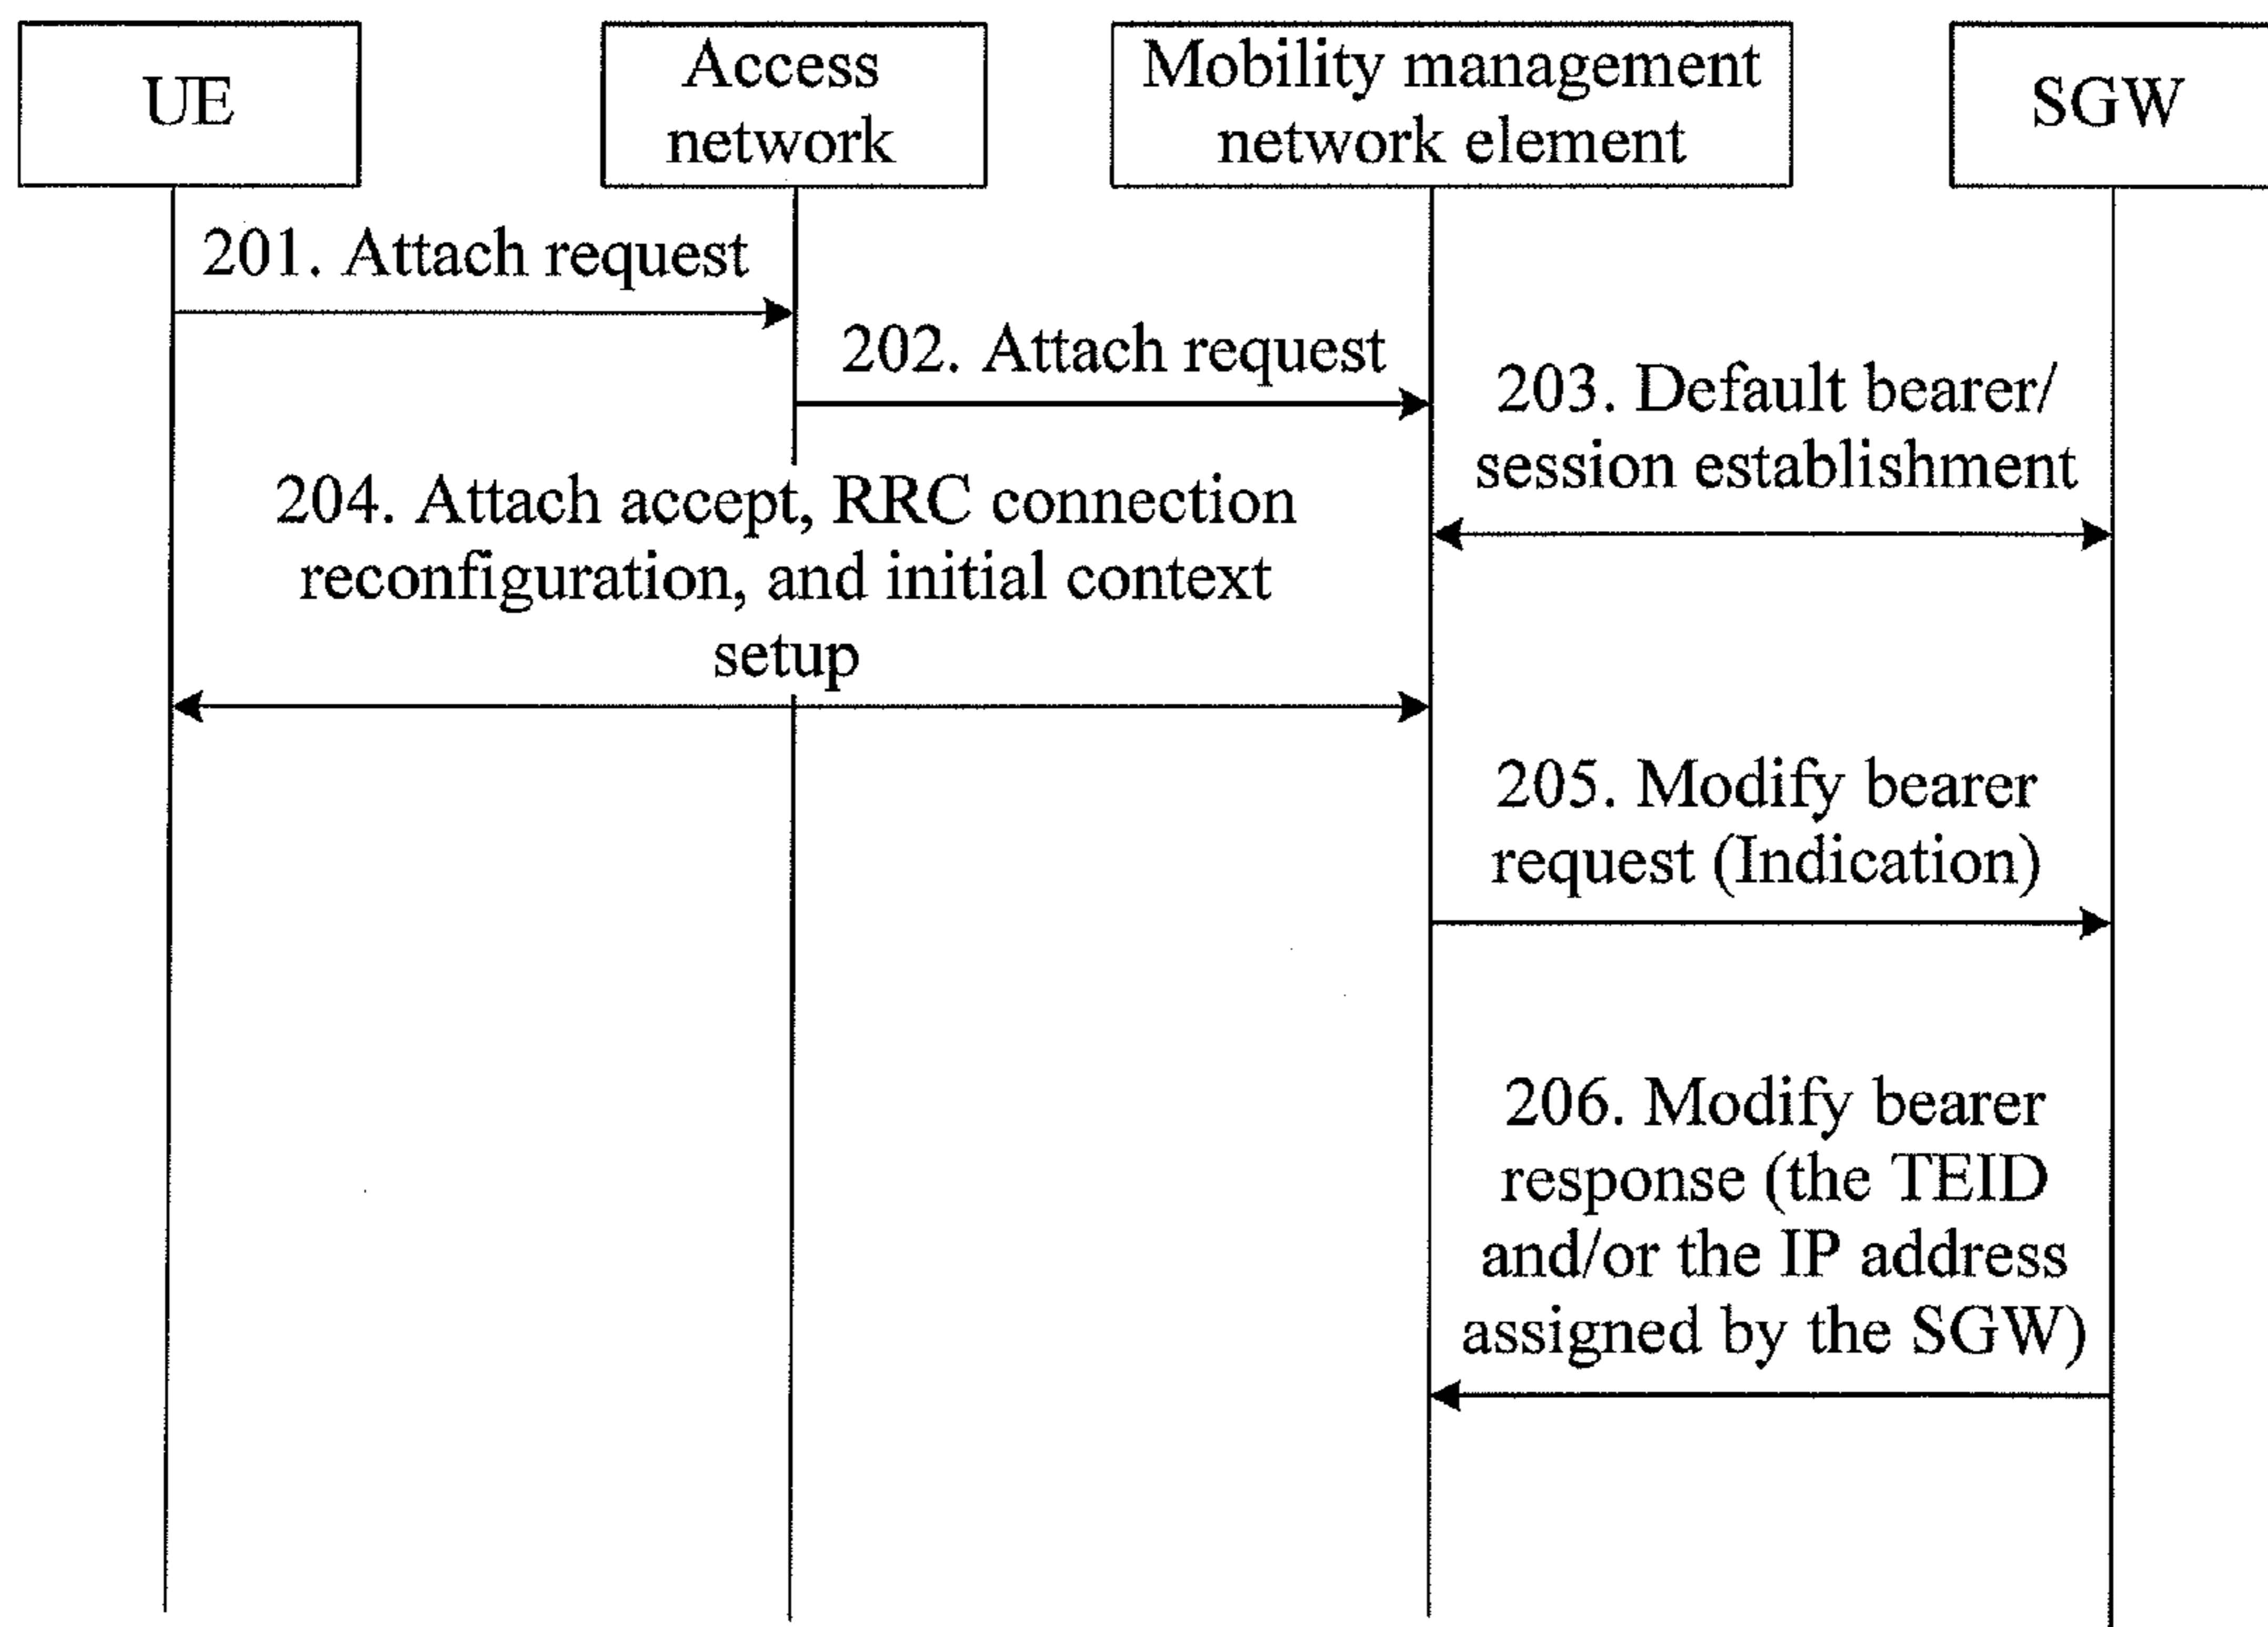 UE
Access
network
Mobility management
network element
SGW
201. Attach request
202. Attach request
203. Default bearer/
session establishment
204. Attach accept, RRC connection
reconfiguration, and initial context
setup
205. Modify bearer
request (Indication)
206. Modify bearer
response (the TEID
and/or the IP address
assigned by the SGW)